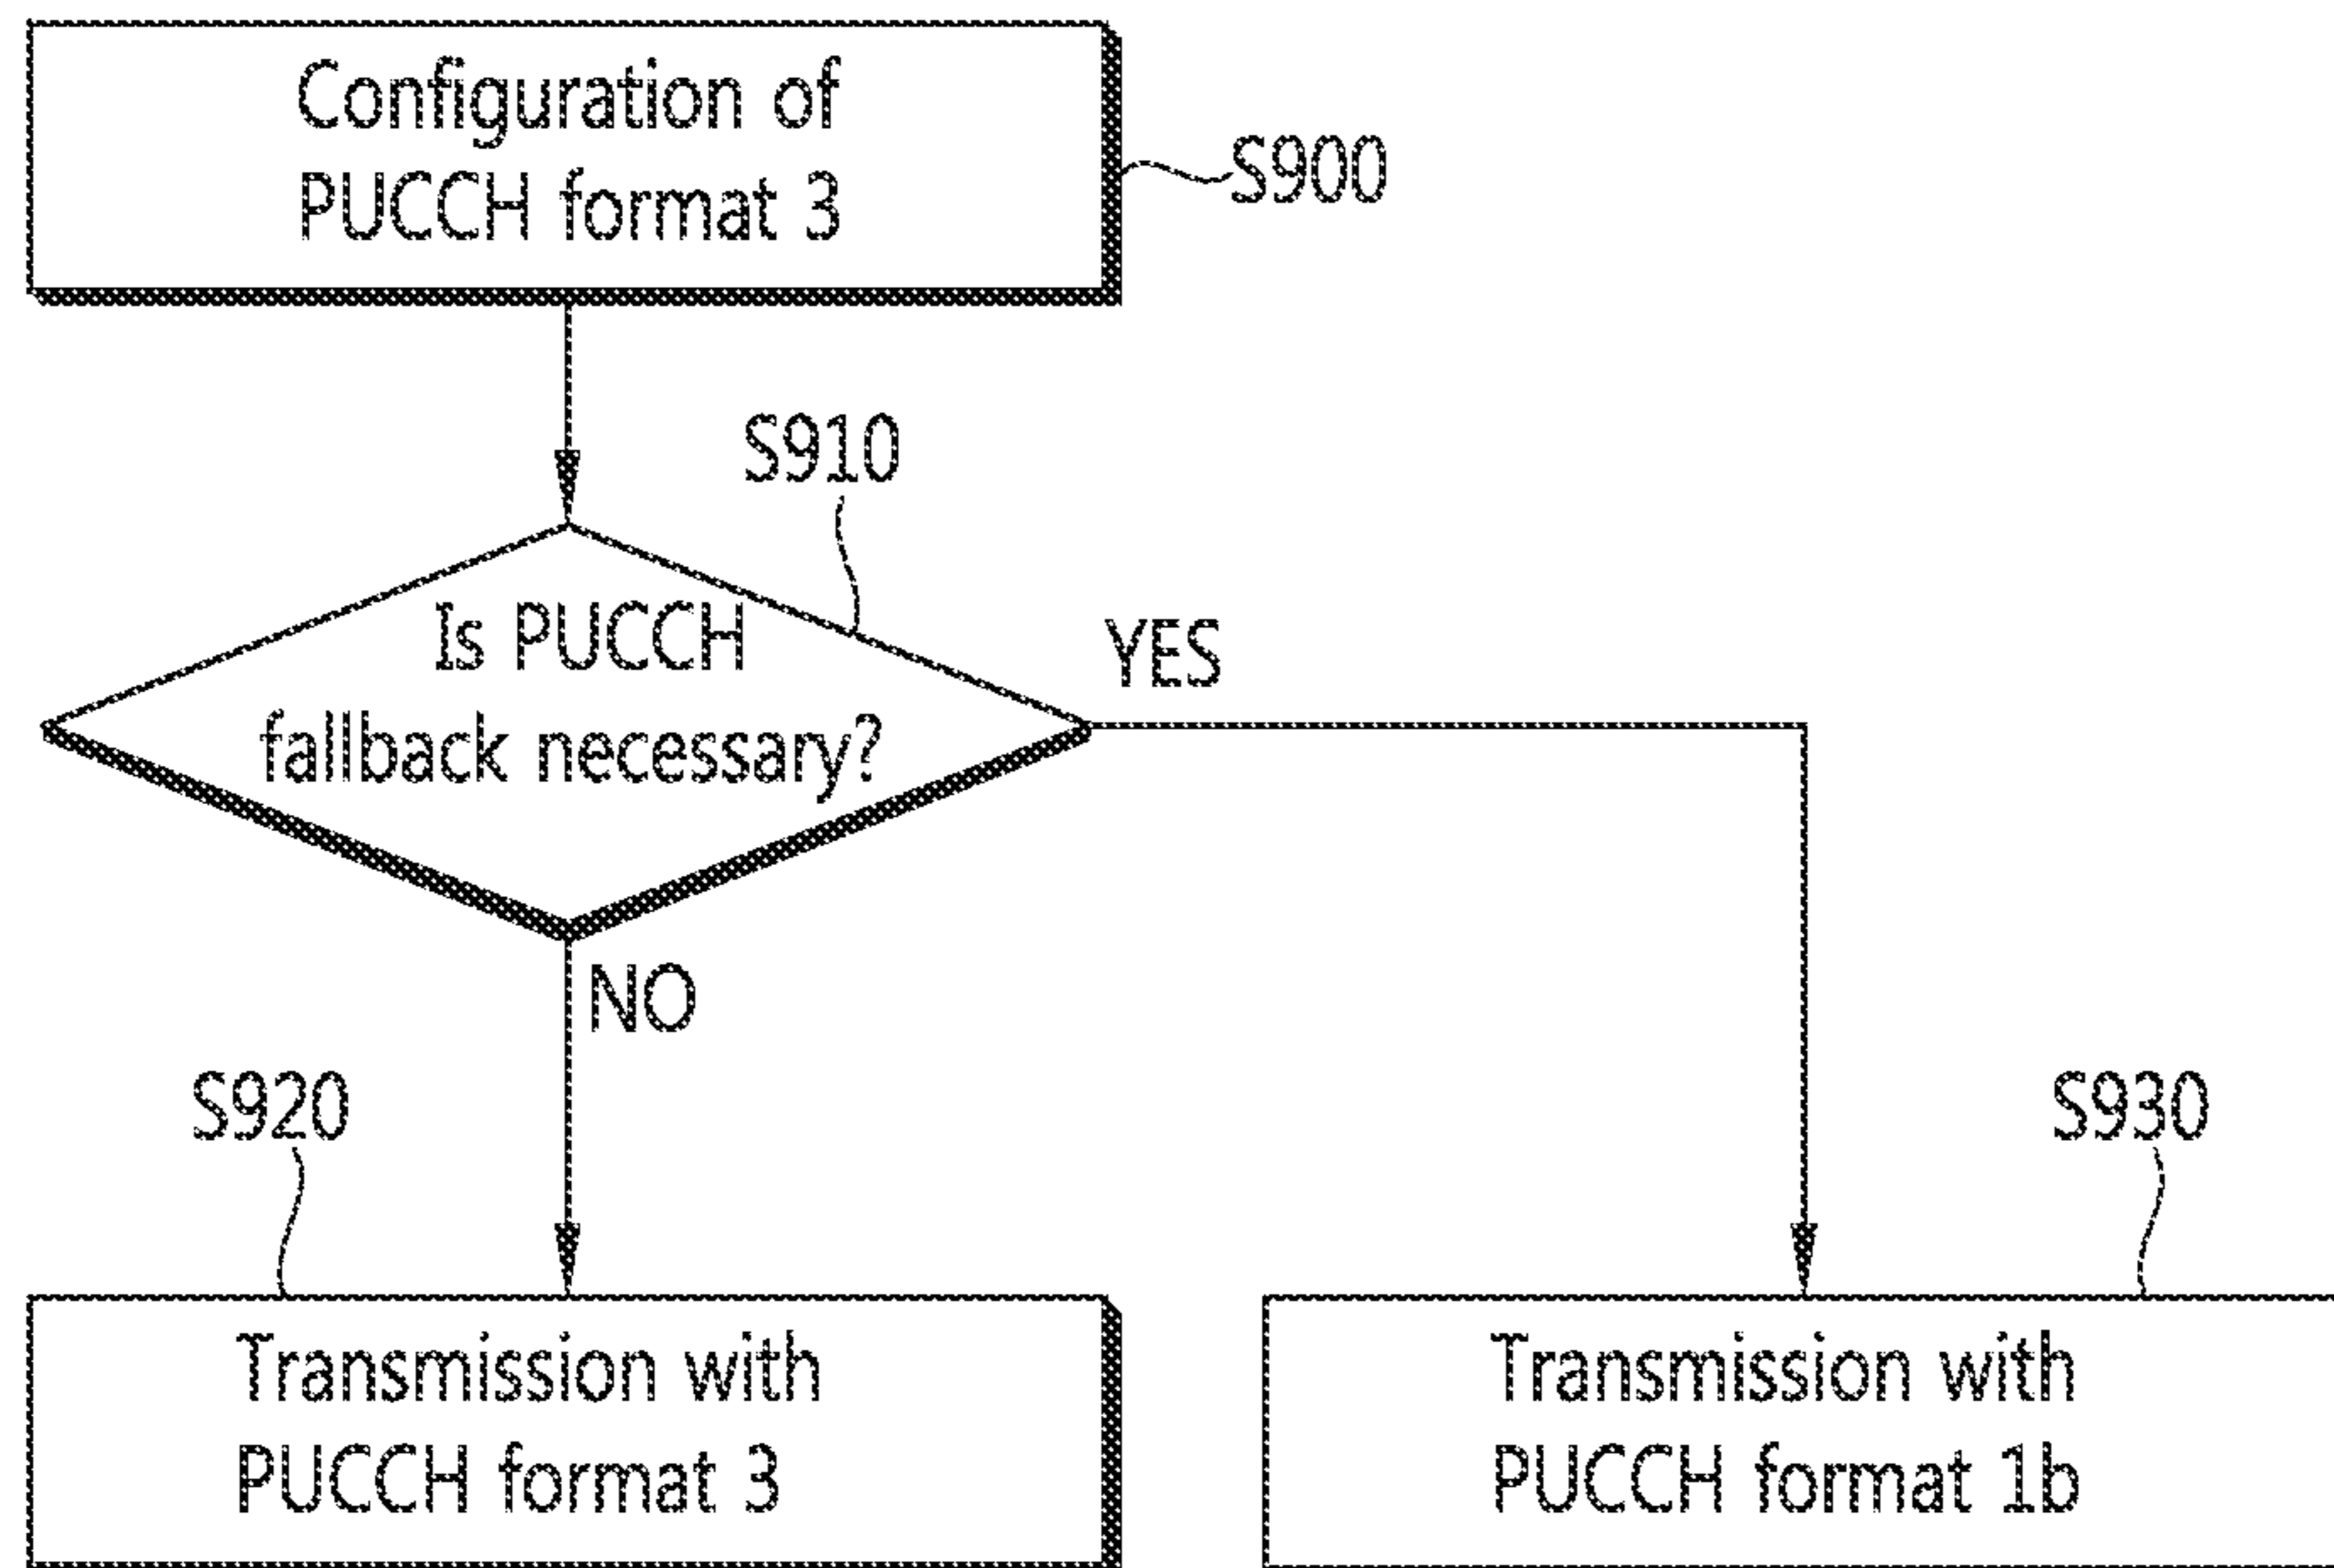 Configuration of
PUCCH format 3
S900
S910
Is PUCCH
fallback necessary?
YES
NO
S920
S930
Transmission with
PUCCH format 3
Transmission with
PUCCH format 1b